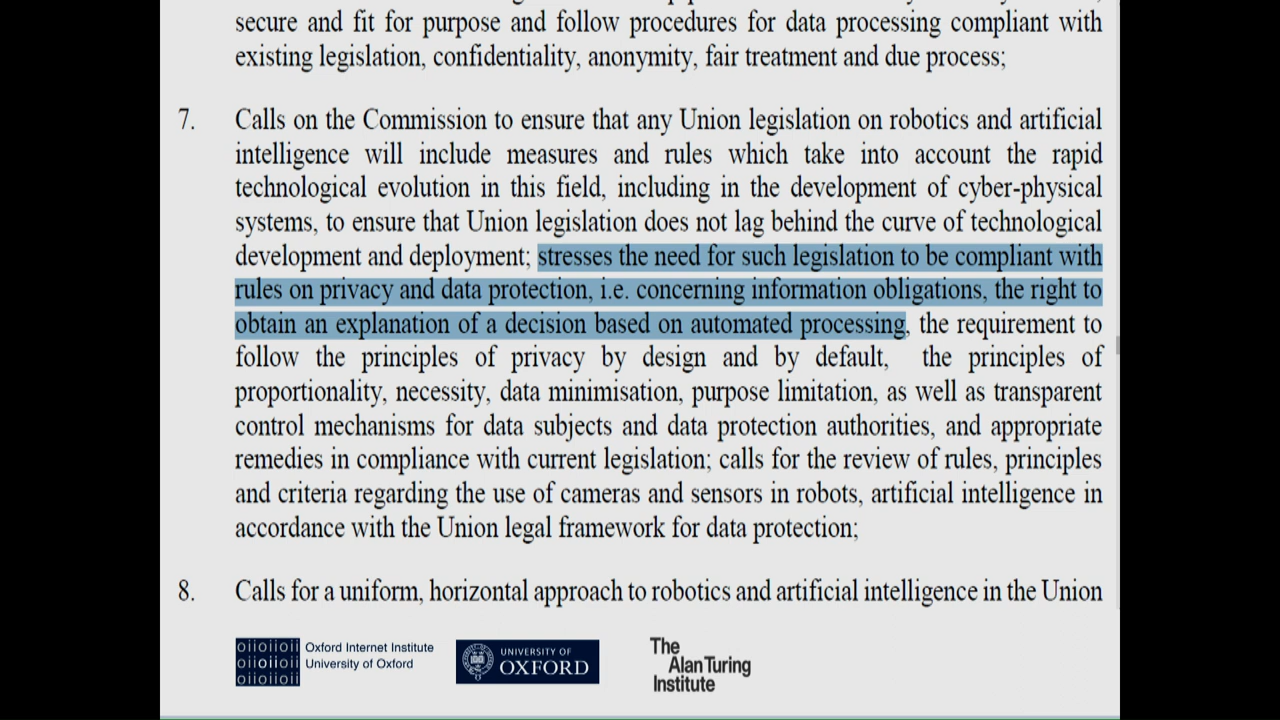 secure and fit for purpose and follow procedures for data processing compliant with
existing legislation, confidentiality, anonymity, fair treatment and due process;
7. Calls on the Commission to ensure that any Union legislation on robotics and artificial
intelligence will include measures and rules which take into account the rapid
technological evolution in this field, including in the development of cyber-physical
systems, to ensure that Union legislation does not lag behind the curve of technological
development and deployment; stresses the need for such legislation to be compliant with
rules on privacy and data protection, i.e. concerning information obligations, the right to
obtain an explanation of a decision based on automated processing, the requirement to
follow the principles of privacy by design and by default, the principles of
proportionality, necessity, data minimisation, purpose limitation, as well as transparent
control mechanisms for data subjects and data protection authorities, and appropriate
remedies in compliance with current legislation; calls for the review of rules, principles
and criteria regarding the use of cameras and sensors in robots, artificial intelligence in
accordance with the Union legal framework for data protection;
8. Calls for a uniform, horizontal approach to robotics and artificial intelligence in the Union
oiioiioii
oiioiioii
oiioiioii
Oxford Internet Institute
University of Oxford
UNIVERSITY OF
OXFORD
The
Alan Turing
Institute